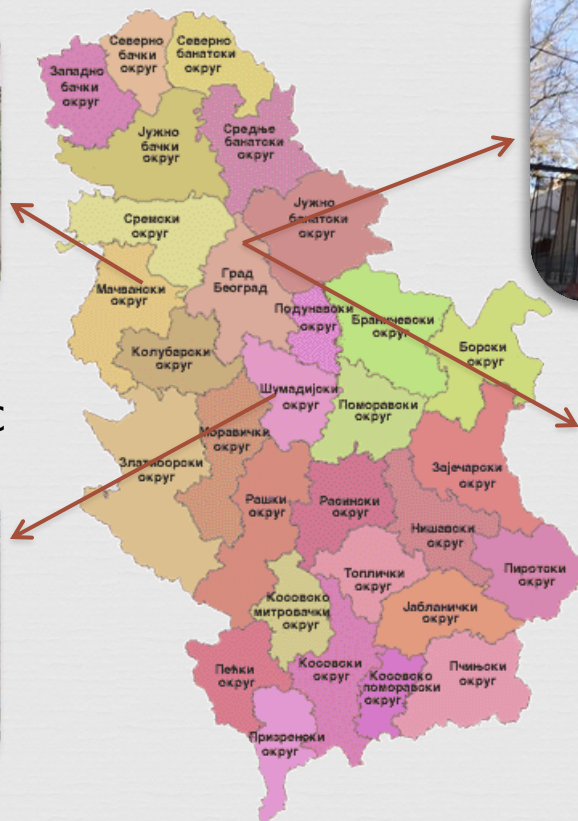 Северно
бачки
округ
Северно
банатски
округ
Западно
бачки
округ
Јужно
бачки
округ
Средње
банатски
округ
Јужно
банатски
округ
Сремски
округ
Град
Београд
Мачвански
округ
Подунавски
округ
Браничевски
округ
Борски
округ
Колубарски
округ
Шумадијски
округ
Поморавски
округ
С
Моравички
округ
Златиборски
округ
Зајечарски
округ
Рашки
округ
Расински
округ
Нишавски
округ
Топлички
округ
Пиротски
округ
Косовско
митровачки
округ
Јабланички
округ
Пећки
округ
Косовски
округ
Косовско
поморавски
округ
Пчињски
округ
Призренски
округ